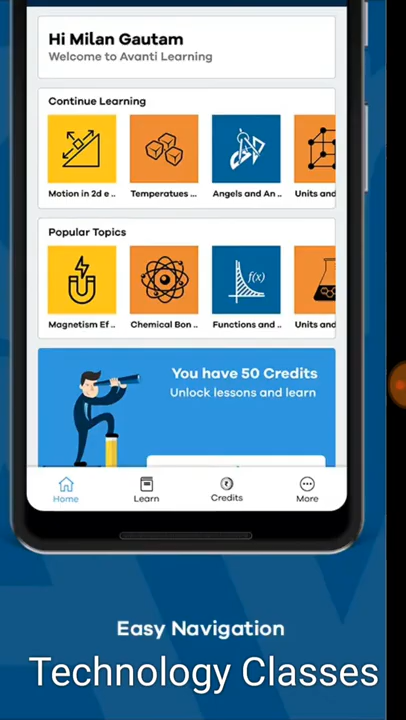 Hi Milan Gautam
Welcome to Avanti Learning
Continue Learning
Motion in 2d e ..
Temperatues ...
Angels and An ..
Units and
Popular Topics
Magnetism Ef ..
Chemical Bon ..
Functions and ..
Units and
f(x)
You have 50 Credits
Unlock lessons and learn
Home
Learn
Credits
More
Easy Navigation
Technology Classes